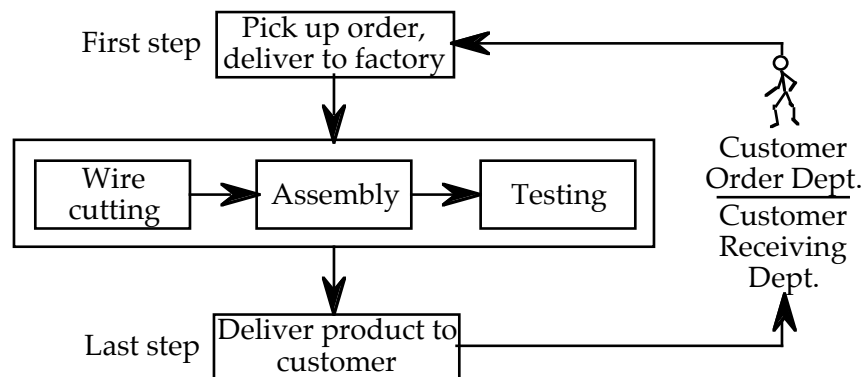 First step
Pick up order,
deliver to factory
Wire
cutting
Assembly
Testing
Customer
Order Dept.
Customer
Receiving
Dept.
Last step
Deliver product to
customer